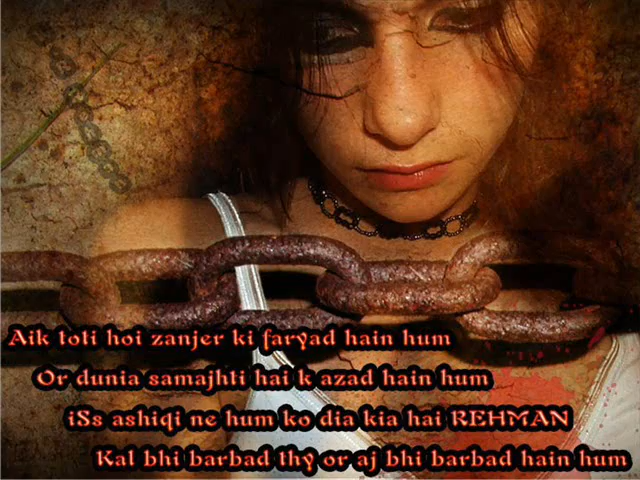 Aik toti hoi zanjer ki faryad hain hum
Or dunia samajhti hai k azad hain hum
iSs ashiqi ne hum ko dia kia hai REHMAN
Kal bhi barbad thy or aj bhi barbad hain hum